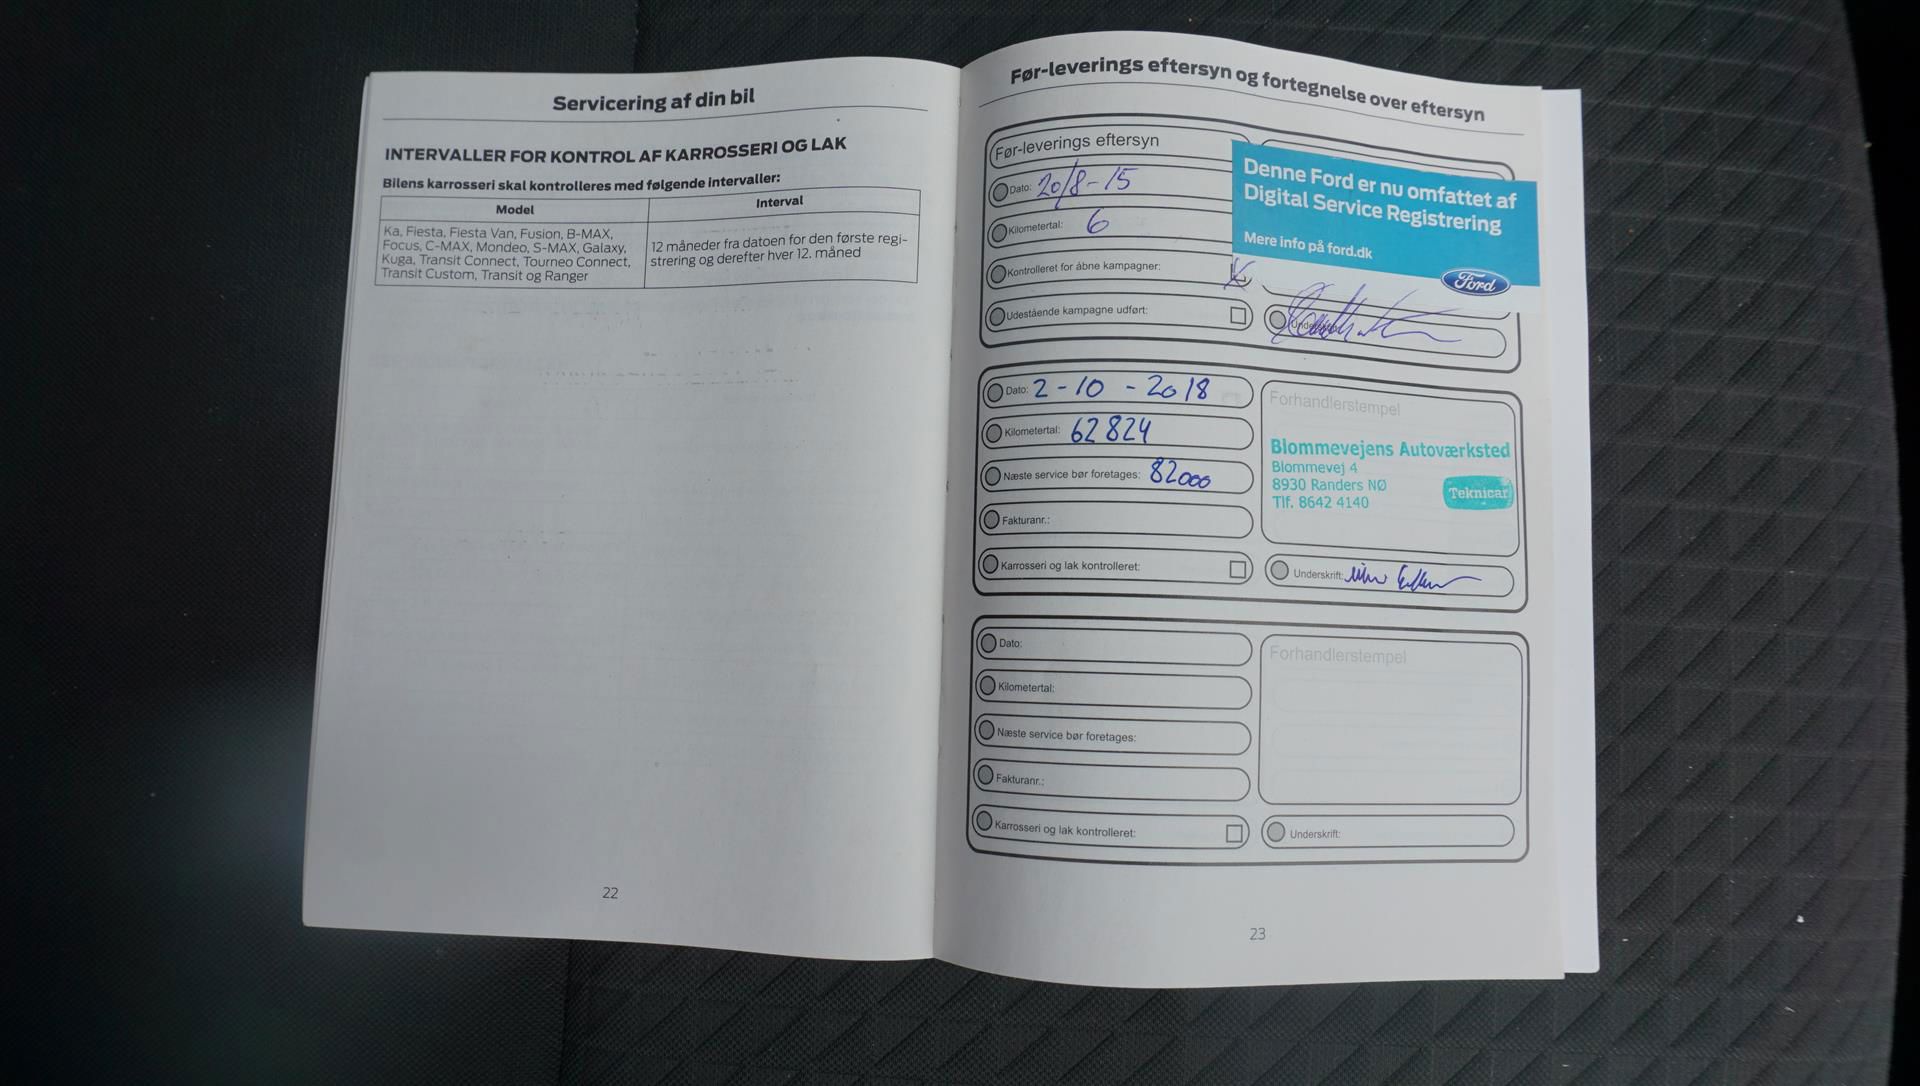 Servicering af din bil
INTERVALLER FOR KONTROL AF KARROSSERI OG LAK
Bilens karrosseri skal kontrolleres med følgende intervaller:
Model
Interval
Ka, Fiesta, Fiesta Van, Fusion, B-MAX,
Focus, C-MAX, Mondeo, S-MAX, Galaxy,
Kuga, Transit Connect, Tourneo Connect,
Transit Custom, Transit og Ranger
12 måneder fra datoen for den første regi-
strering og derefter hver 12. måned
22
Før-leverings eftersyn og fortegnelse over eftersyn
Før-leverings eftersyn
Dato: 20/8-15
Kilometertal: 6
Kontrolleret for åbne kampagner:
Udestående kampagne udført:
Denne Ford er nu omfattet af
Digital Service Registrering
Mere info på ford.dk
Ford
Dato: 2-10-2018
Kilometertal: 62824
Næste service bør foretages: 82000
Fakturanr.:
Karrosseri og lak kontrolleret:
Forhandlerstempel
Blommevejens Autoværksted
Blommevej 4
8930 Randers NØ
Tlf. 8642 4140
Teknicar
Underskrift:
Dato:
Kilometertal:
Næste service bør foretages:
Fakturanr.:
Karrosseri og lak kontrolleret:
Forhandlerstempel
Underskrift:
23